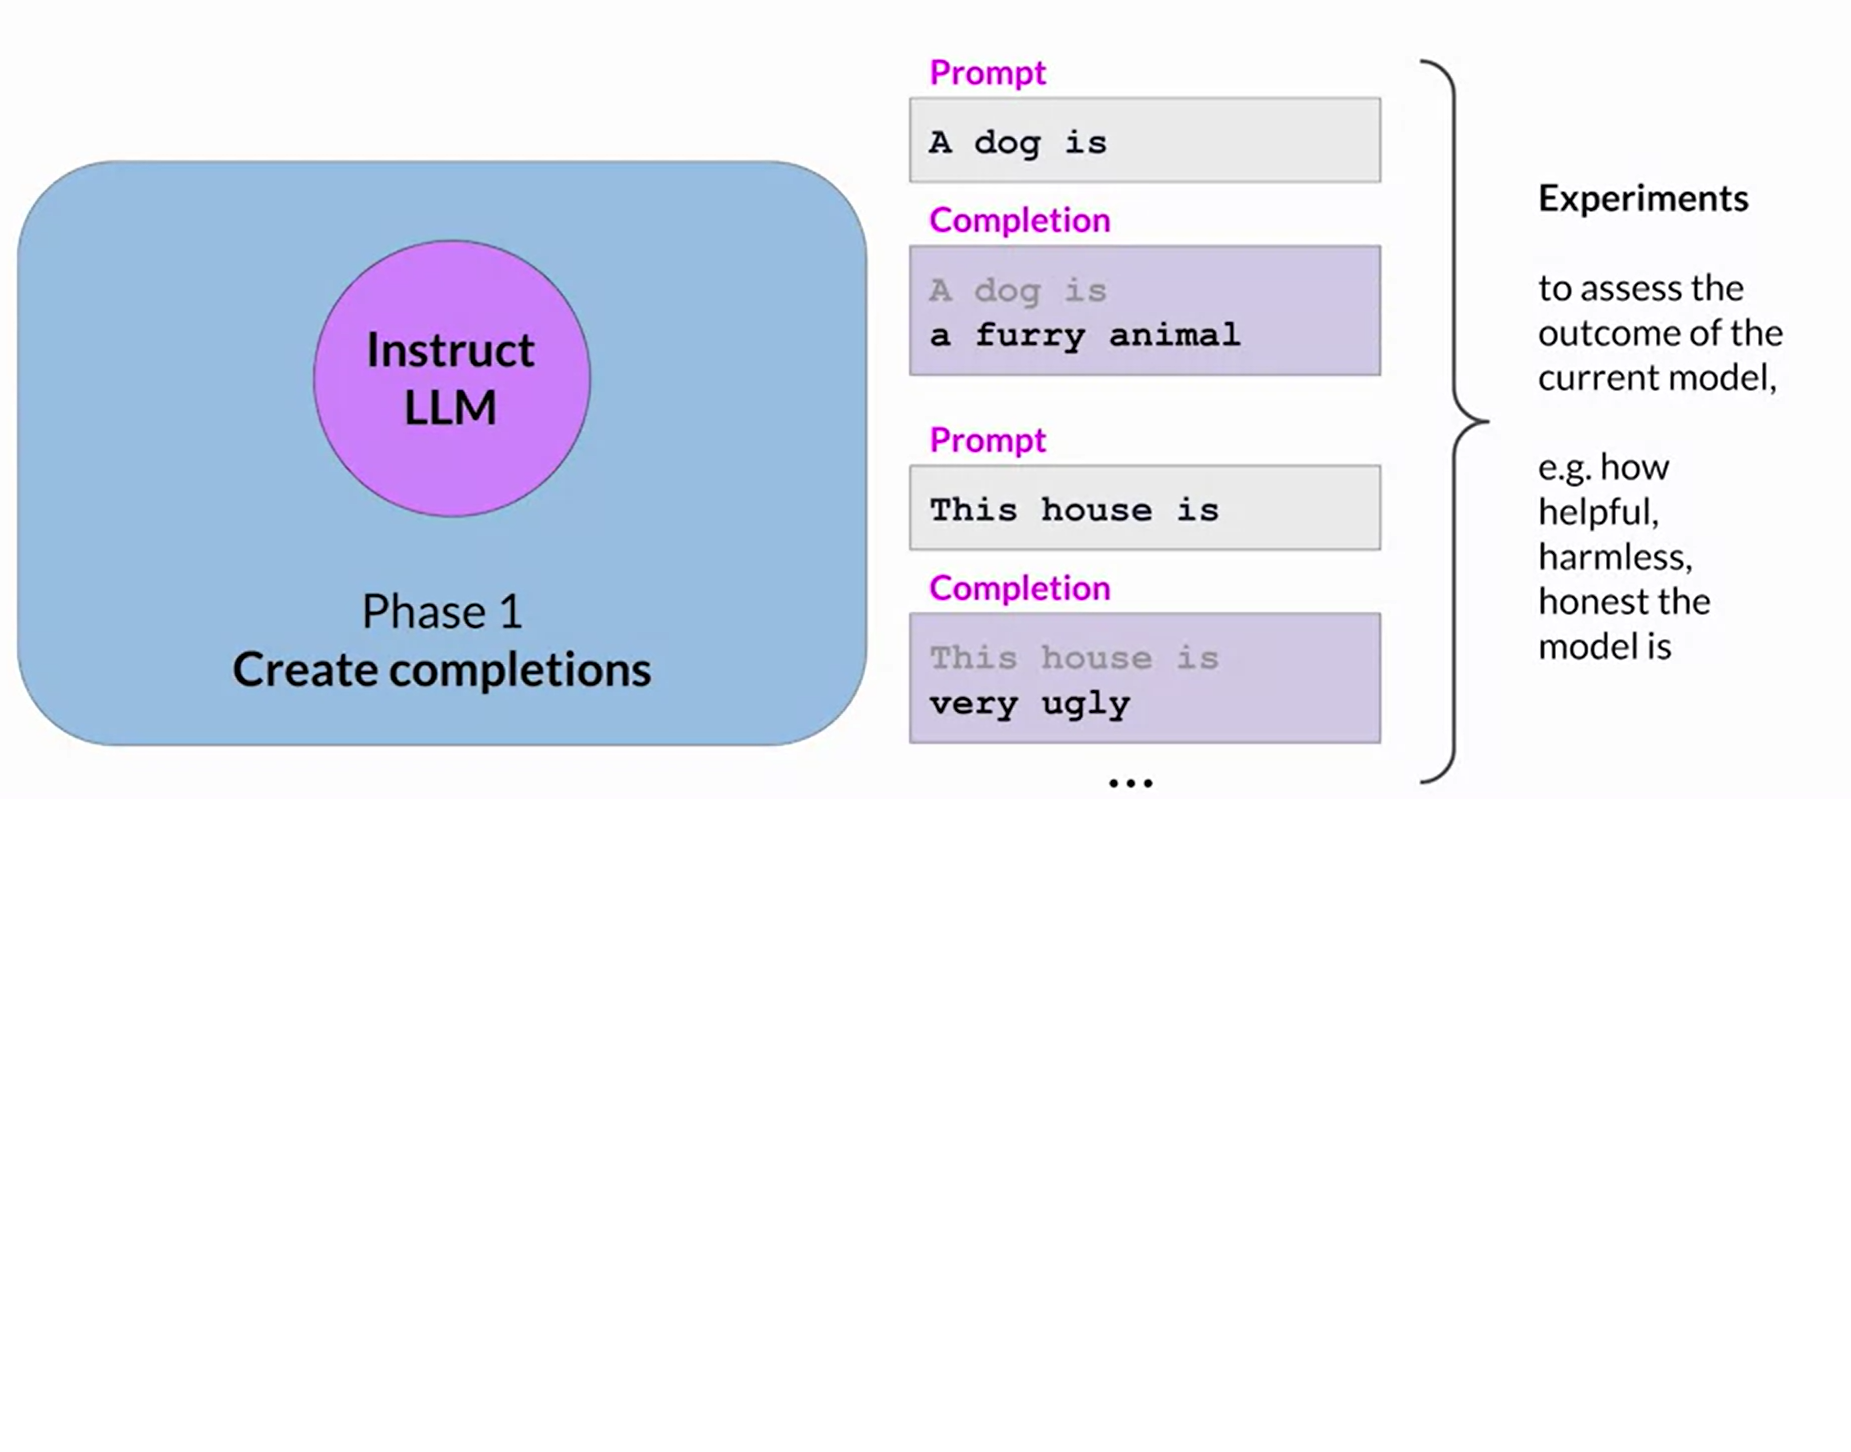 Instruct
LLM
Phase 1
Create completions
Prompt
A dog is
Completion
A dog is
a furry animal
Prompt
This house is
Completion
This house is
very ugly
...
Experiments
to assess the
outcome of the
current model,
e.g. how
helpful,
harmless,
honest the
model is